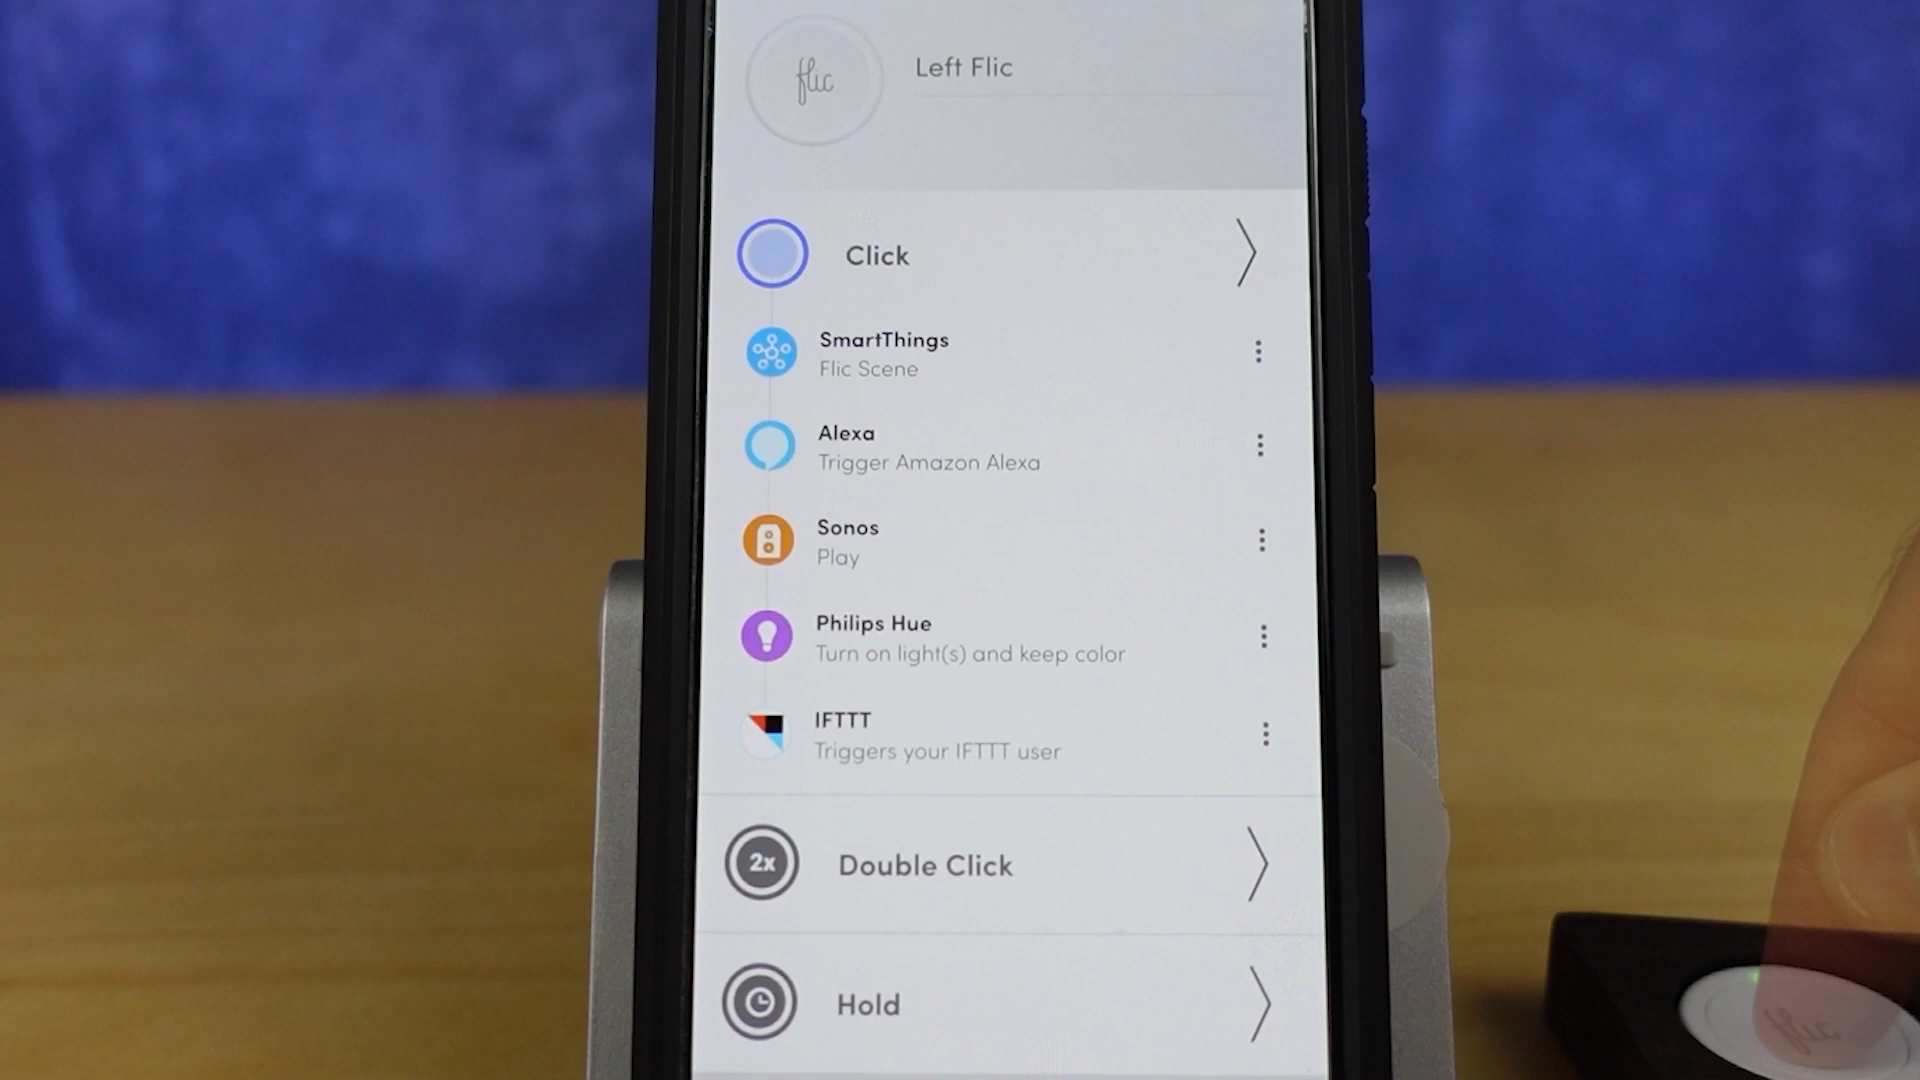 flic
Left Flic
Click
SmartThings
Flic Scene
Alexa
Trigger Amazon Alexa
Sonos
Play
Philips Hue
Turn on light(s) and keep color
IFTTT
Triggers your IFTTT user
2x
Double Click
Hold
flic